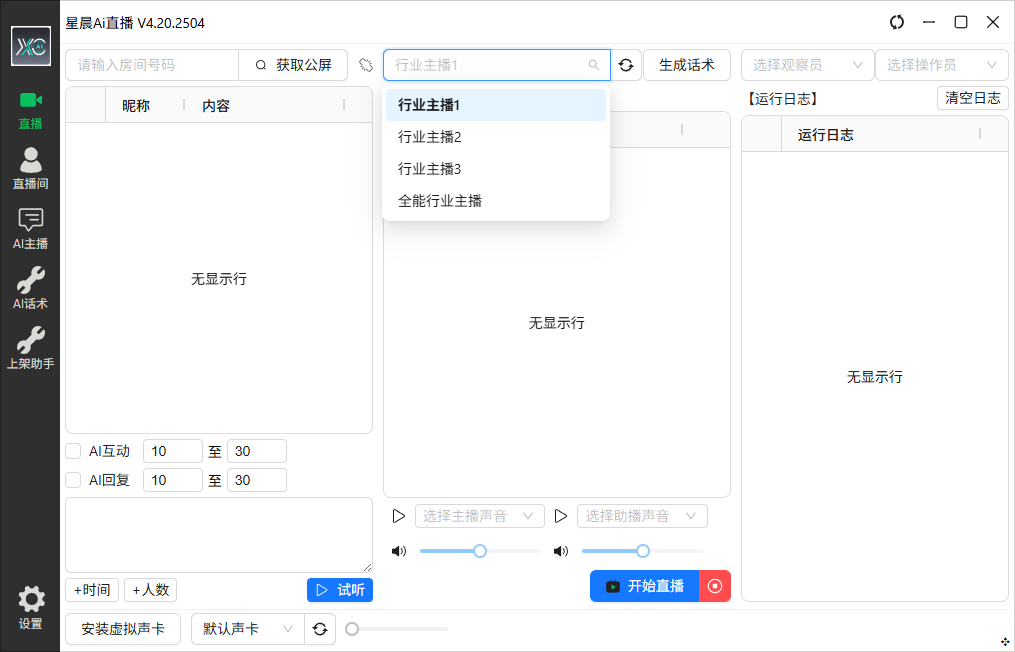 星晨Ai直播 V4.20.2504
XC AI
直播
直播间
AI主播
AI话术
上架助手
设置
请输入房间号码
获取公屏
行业主播1
生成话术
选择观察员
选择操作员
行业主播1
行业主播2
行业主播3
全能行业主播
【运行日志】
清空日志
昵称
内容
运行日志
无显示行
无显示行
无显示行
AI互动 10 至 30
AI回复 10 至 30
选择主播声音
选择助播声音
+时间
+人数
试听
开始直播
安装虚拟声卡
默认声卡